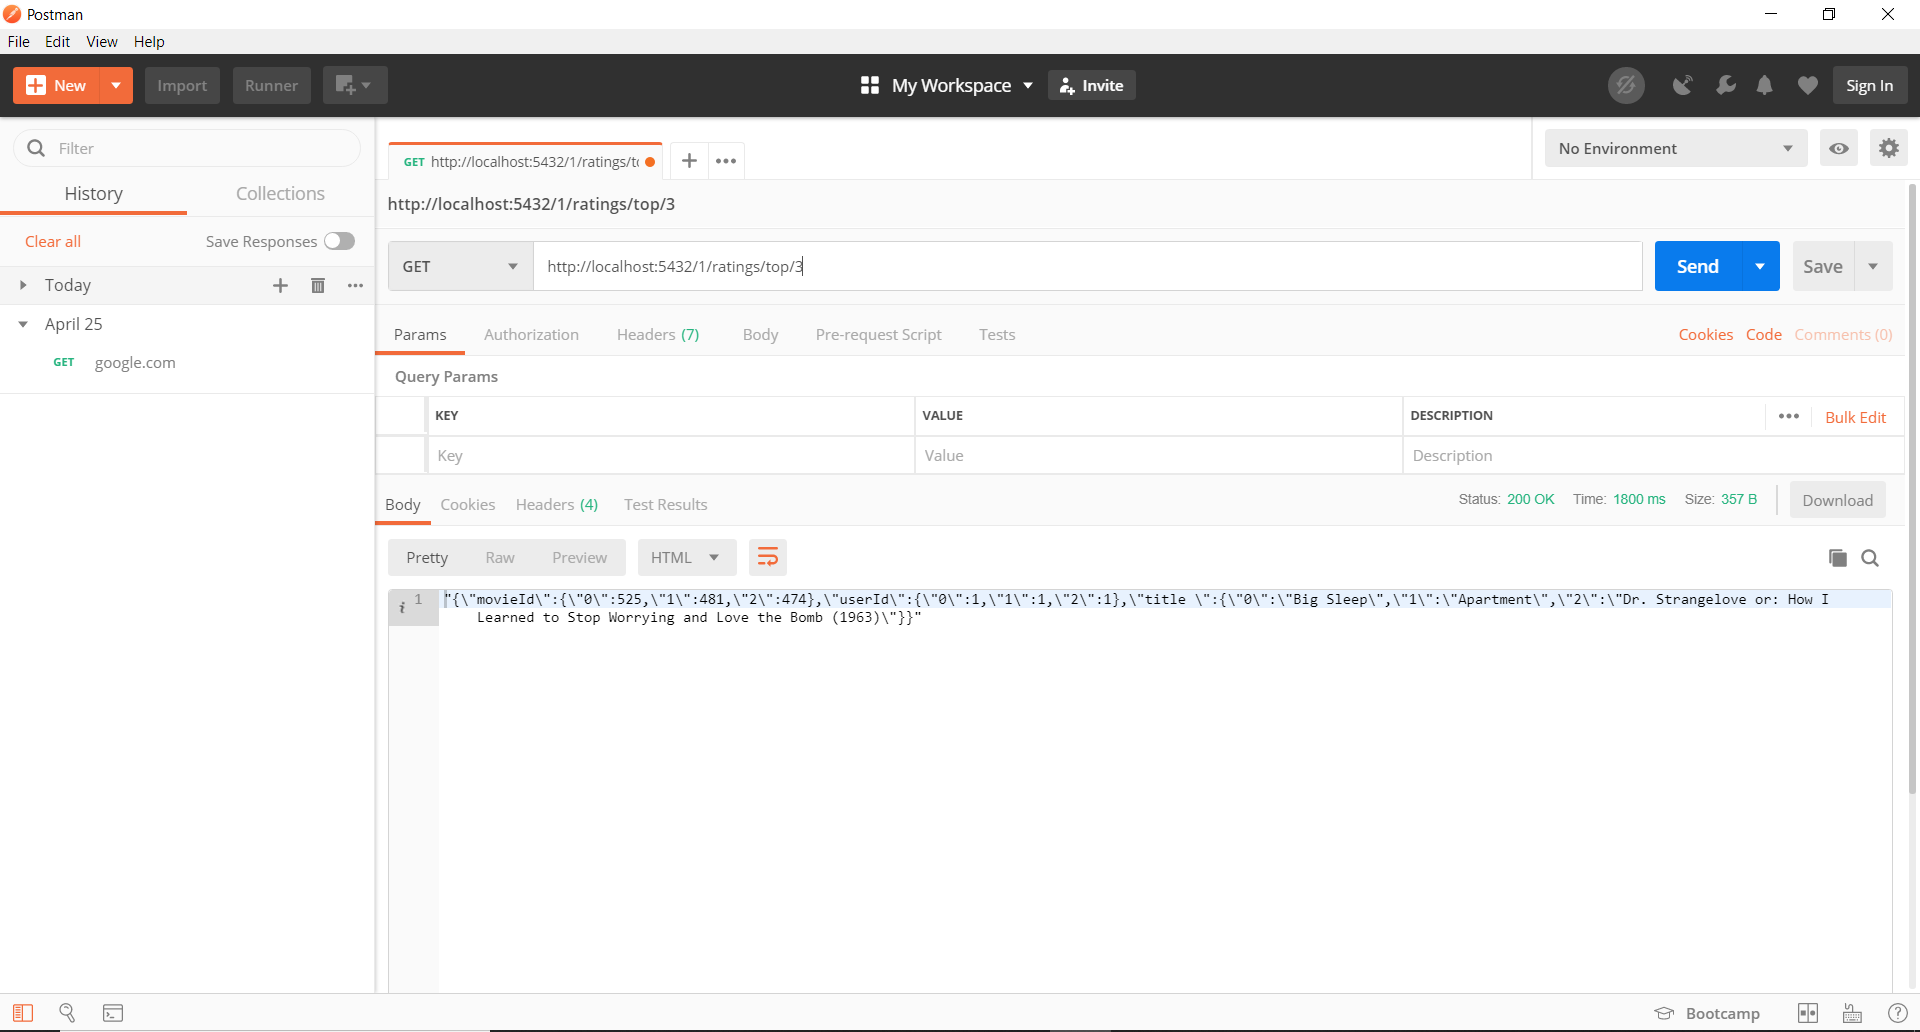 Postman
File Edit View Help
New Import Runner My Workspace Invite Sign In
Filter
History Collections
Clear all Save Responses
Today
April 25
GET google.com
GET http://localhost:5432/1/ratings/to
No Environment
http://localhost:5432/1/ratings/top/3
GET http://localhost:5432/1/ratings/top/3 Send Save
Params Authorization Headers (7) Body Pre-request Script Tests Cookies Code Comments (0)
Query Params
KEY VALUE DESCRIPTION Bulk Edit
Key Value Description
Body Cookies Headers (4) Test Results Status: 200 OK Time: 1800 ms Size: 357 B Download
Pretty Raw Preview HTML
i 1 "{\"movieId\":{\"0\":525,\"1\":481,\"2\":474},\"userId\":{\"0\":1,\"1\":1,\"2\":1},\"title \":{\"0\":\"Big Sleep\",\"1\":\"Apartment\",\"2\":\"Dr. Strangelove or: How I
Learned to Stop Worrying and Love the Bomb (1963)\"}}"
Bootcamp